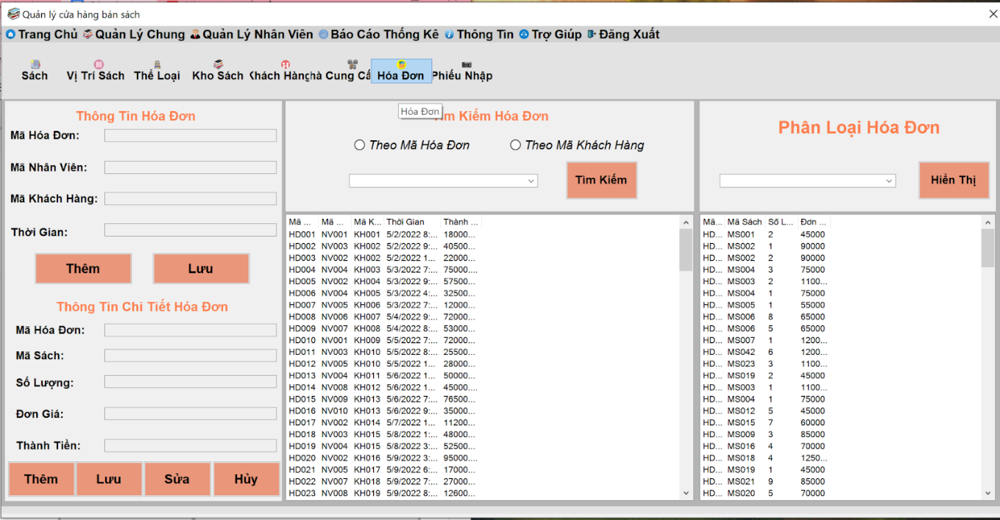 Quản lý cửa hàng bán sách
Trang Chủ Quản Lý Chung Quản Lý Nhân Viên Báo Cáo Thống Kê Thông Tin Trợ Giúp Đăng Xuất
Sách Vị Trí Sách Thể Loại Kho Sách Khách Hàng hà Cung Cấ Hóa Đơn Phiếu Nhập
Hóa Đơn
Thông Tin Hóa Đơn
Mã Hóa Đơn:
Mã Nhân Viên:
Mã Khách Hàng:
Thời Gian:
Thêm Lưu
Thông Tin Chi Tiết Hóa Đơn
Mã Hóa Đơn:
Mã Sách:
Số Lượng:
Đơn Giá:
Thành Tiền:
Thêm Lưu Sửa Hủy
m Kiếm Hóa Đơn
Theo Mã Hóa Đơn Theo Mã Khách Hàng
Tìm Kiếm
Mã ... Mã ... Mã K... Thời Gian Thành ...
HD001 NV001 KH001 5/2/2022 8:... 18000...
HD002 NV003 KH002 5/2/2022 9:... 40500...
HD003 NV002 KH002 5/2/2022 1... 22000...
HD004 NV004 KH003 5/3/2022 7:... 75000....
HD005 NV002 KH004 5/3/2022 9:... 57500...
HD006 NV004 KH005 5/3/2022 4:... 32500...
HD007 NV005 KH006 5/3/2022 7:... 12000...
HD008 NV006 KH007 5/4/2022 9:... 72000...
HD009 NV007 KH008 5/4/2022 8:... 53000...
HD010 NV001 KH009 5/5/2022 7:... 72000...
HD011 NV003 KH010 5/5/2022 8:... 25500...
HD012 NV005 KH010 5/5/2022 1... 28000...
HD013 NV004 KH011 5/6/2022 1... 50000...
HD014 NV008 KH012 5/6/2022 1... 45000....
HD015 NV009 KH013 5/6/2022 7:... 76500...
HD016 NV010 KH013 5/6/2022 9:... 35000...
HD017 NV002 KH014 5/7/2022 1... 11200...
HD018 NV003 KH015 5/8/2022 1:... 48000...
HD019 NV004 KH015 5/8/2022 3:... 52500...
HD020 NV002 KH016 5/9/2022 3:... 95000....
HD021 NV005 KH017 5/9/2022 6:... 17000...
HD022 NV007 KH018 5/9/2022 7:... 27000...
HD023 NV008 KH019 5/9/2022 8:... 12600...
Phân Loại Hóa Đơn
Hiển Thị
Mã... Mã Sách Số L... Đơn ...
HD... MS001 2 45000
HD... MS002 1 90000
HD... MS002 2 90000
HD... MS004 3 75000
HD... MS003 2 1100...
HD... MS004 1 75000
HD... MS005 1 55000
HD... MS006 8 65000
HD... MS006 5 65000
HD... MS007 1 1200...
HD... MS042 6 1200...
HD... MS023 3 1100...
HD... MS019 2 45000
HD... MS003 1 1100...
HD... MS004 1 75000
HD... MS012 5 45000
HD... MS015 7 60000
HD... MS009 3 85000
HD... MS016 4 70000
HD... MS018 4 1250...
HD... MS019 1 45000
HD... MS021 9 85000
HD... MS020 5 70000